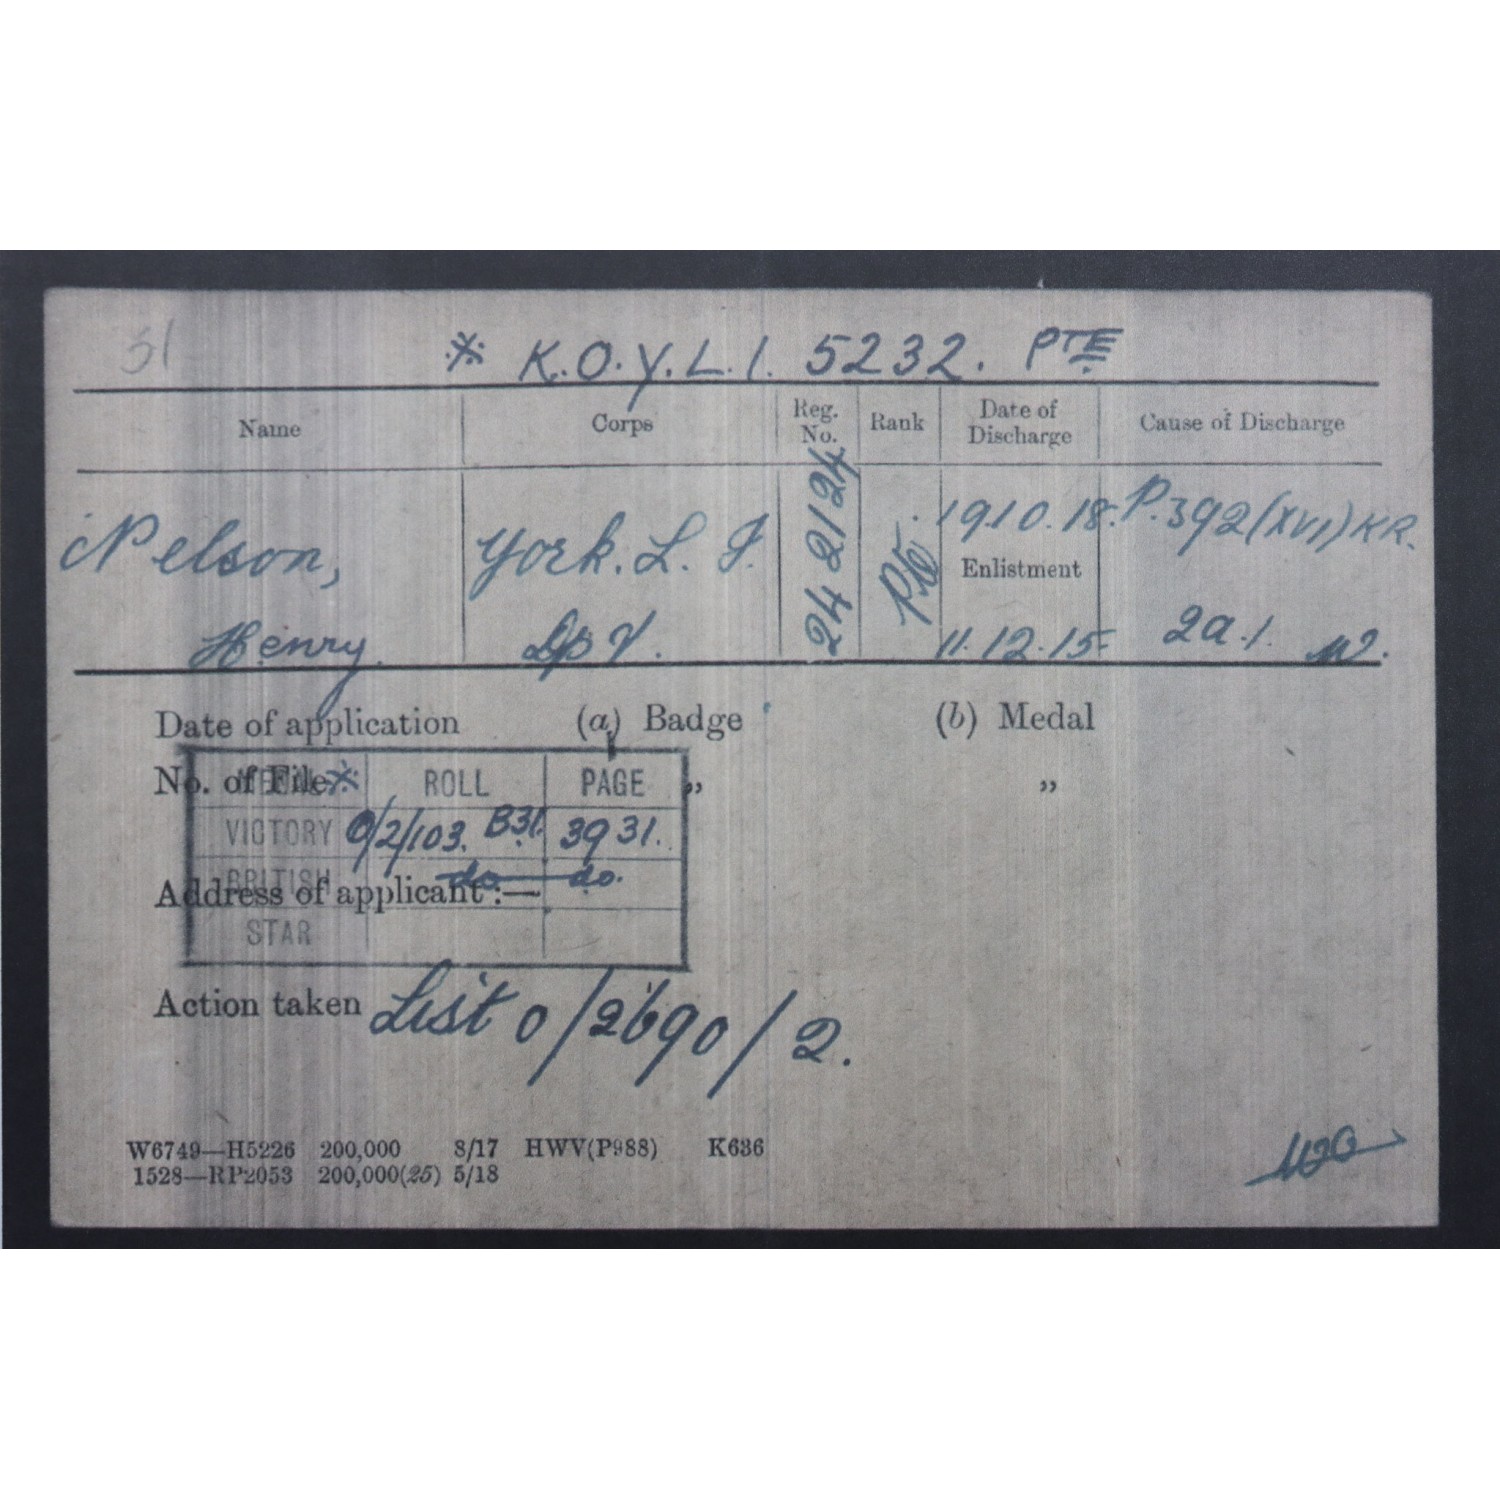 31
※ K.O.Y.L.I. 5232. PTE
Name Corps Reg. No. Rank Date of Discharge Cause of Discharge
Nelson, York. L. I. 242124 Pte 19.10.18. P.392(XVI)KR.
Enlistment
Henry. 11.12.15 2a.1. W.
Date of application (a) Badge (b) Medal
No. of File ※ ROLL PAGE „ „
VICTORY O/2/103. B31. 3931.
BRITISH do do.
Address of applicant :—
STAR
Action taken List O/2690/2.
W6749—H5226 200,000 8/17 HWV(P988) K636
1528—RP2053 200,000(25) 5/18